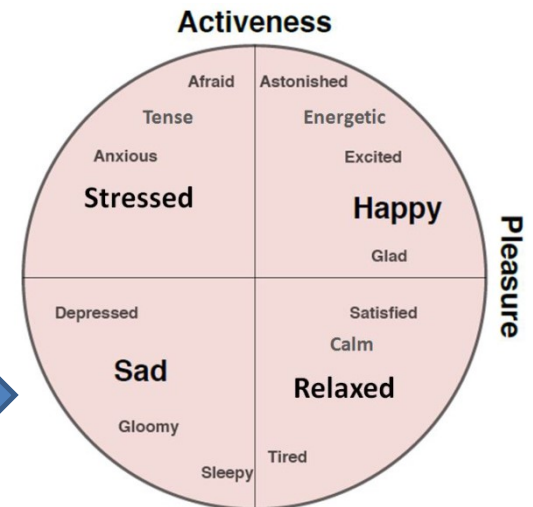 Activeness
Afraid Astonished
Tense Energetic
Anxious Excited
Stressed Happy
Glad
Pleasure
Depressed Satisfied
Calm
Sad Relaxed
Gloomy
Tired
Sleepy